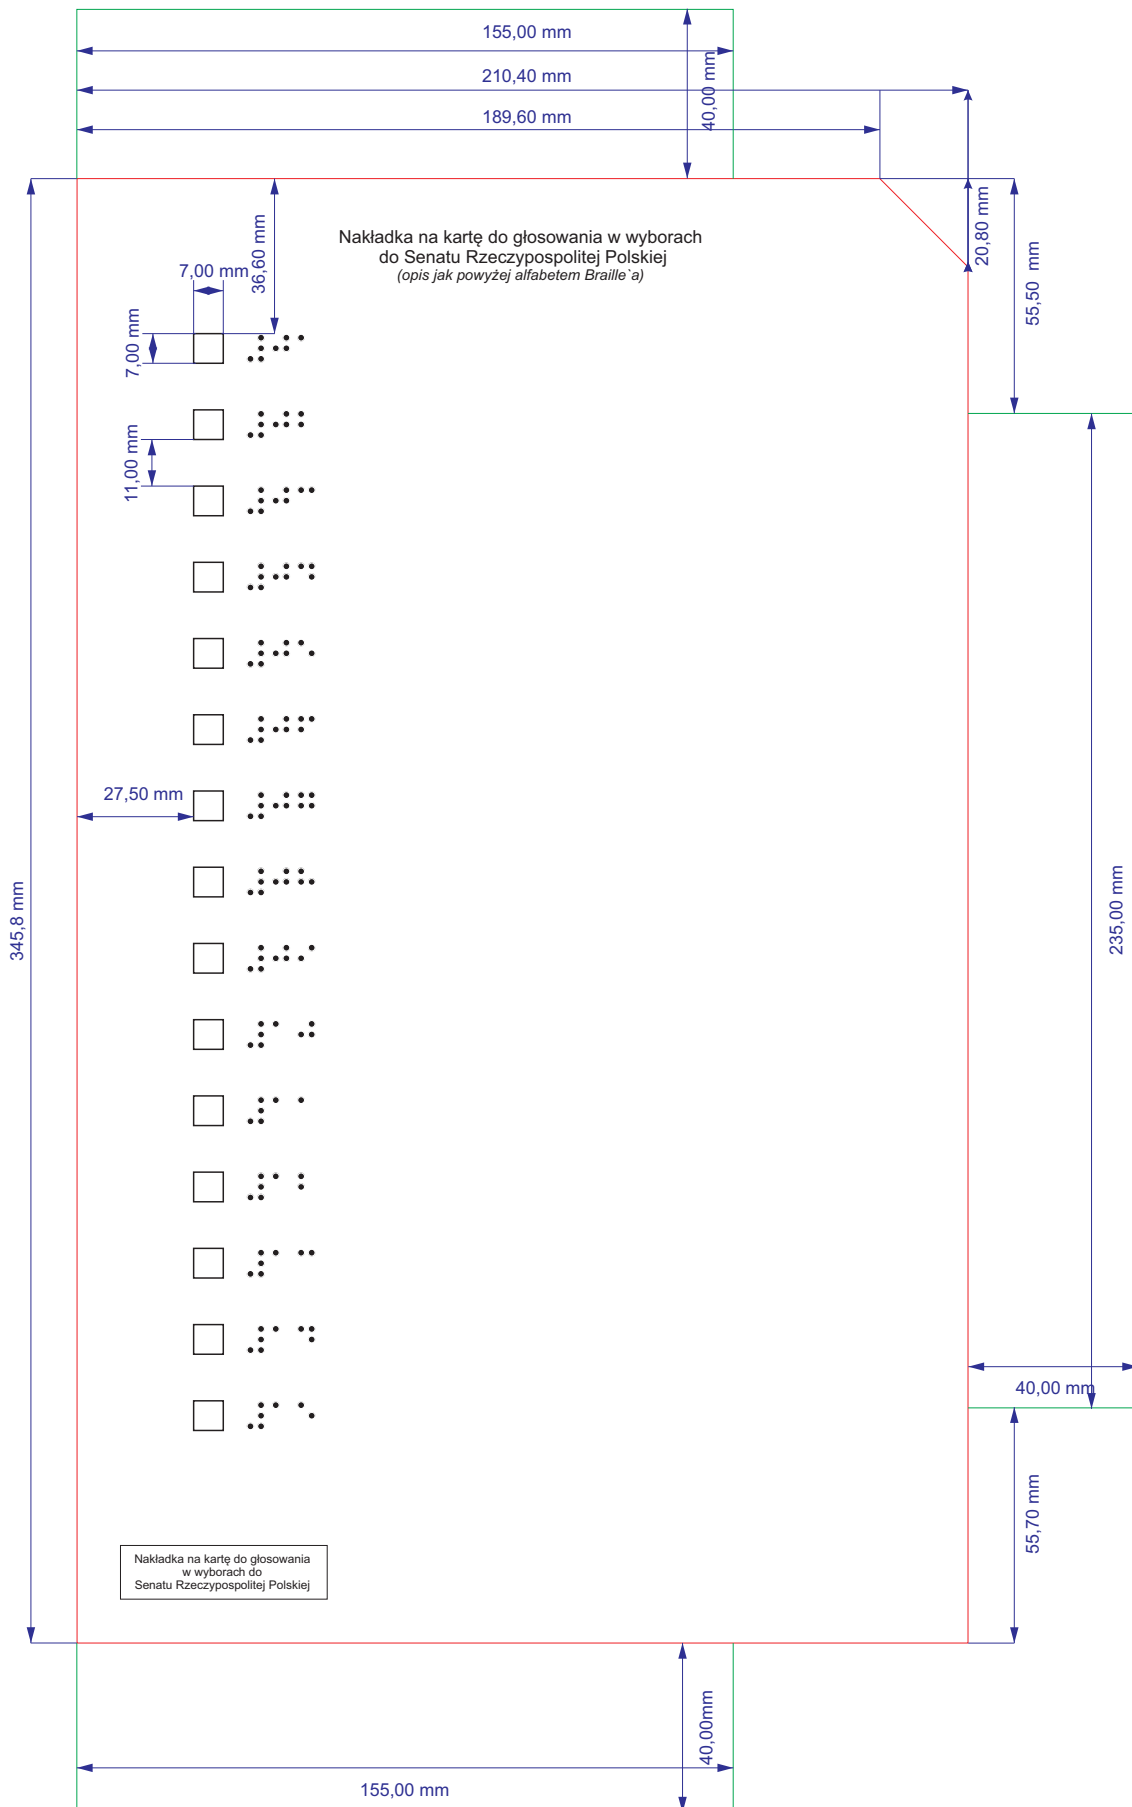 155,00 mm
210,40 mm
189,60 mm
40,00 mm
20,80 mm
55,50 mm
36,60 mm
Nakładka na kartę do głosowania w wyborach
do Senatu Rzeczypospolitej Polskiej
(opis jak powyżej alfabetem Braille`a)
7,00 mm
7,00 mm
⠼⠚⠁
⠼⠚⠃
11,00 mm
⠼⠚⠉
⠼⠚⠙
⠼⠚⠑
⠼⠚⠋
27,50 mm
⠼⠚⠛
⠼⠚⠓
345,8 mm
235,00 mm
⠼⠚⠊
⠼⠁⠚
⠼⠁⠁
⠼⠁⠃
⠼⠁⠉
⠼⠁⠙
⠼⠁⠑
40,00 mm
55,70 mm
Nakładka na kartę do głosowania
w wyborach do
Senatu Rzeczypospolitej Polskiej
40,00mm
155,00 mm